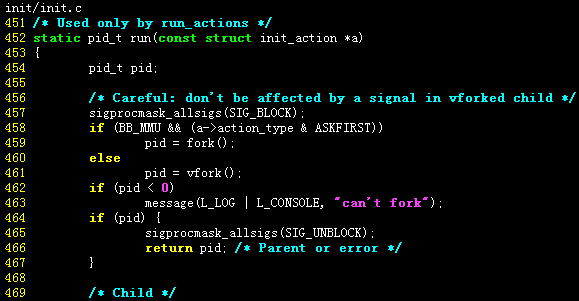 init/init.c
451 /* Used only by run_actions */
452 static pid_t run(const struct init_action *a)
453 {
454         pid_t pid;
455
456         /* Careful: don't be affected by a signal in vforked child */
457         sigprocmask_allsigs(SIG_BLOCK);
458         if (BB_MMU && (a->action_type & ASKFIRST))
459                 pid = fork();
460         else
461                 pid = vfork();
462         if (pid < 0)
463                 message(L_LOG | L_CONSOLE, "can't fork");
464         if (pid) {
465                 sigprocmask_allsigs(SIG_UNBLOCK);
466                 return pid; /* Parent or error */
467         }
468
469         /* Child */